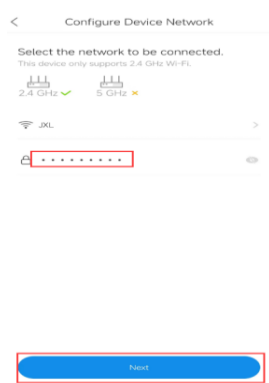 Configure Device Network
Select the network to be connected.
This device only supports 2.4 GHz Wi-Fi.
2.4 GHz 5 GHz
JXL
Next